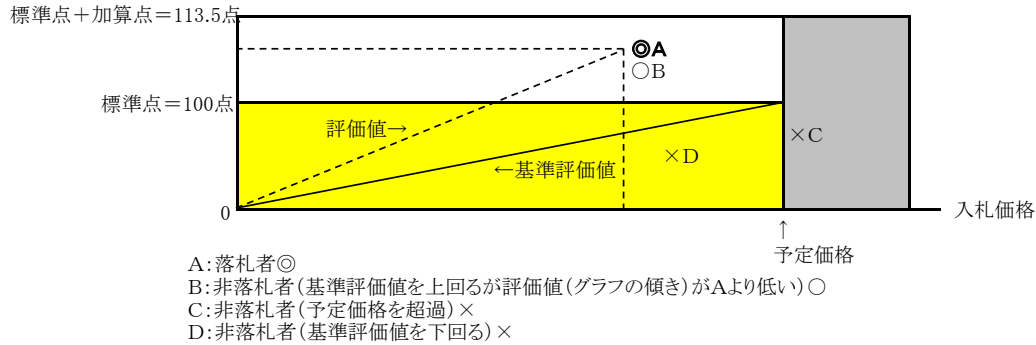 標準点＋加算点＝113.5点
◎A
○B
標準点＝100点
評価値→
×C
×D
←基準評価値
0
入札価格
↑
予定価格
A：落札者◎
B：非落札者（基準評価値を上回るが評価値（グラフの傾き）がAより低い）○
C：非落札者（予定価格を超過）×
D：非落札者（基準評価値を下回る）×